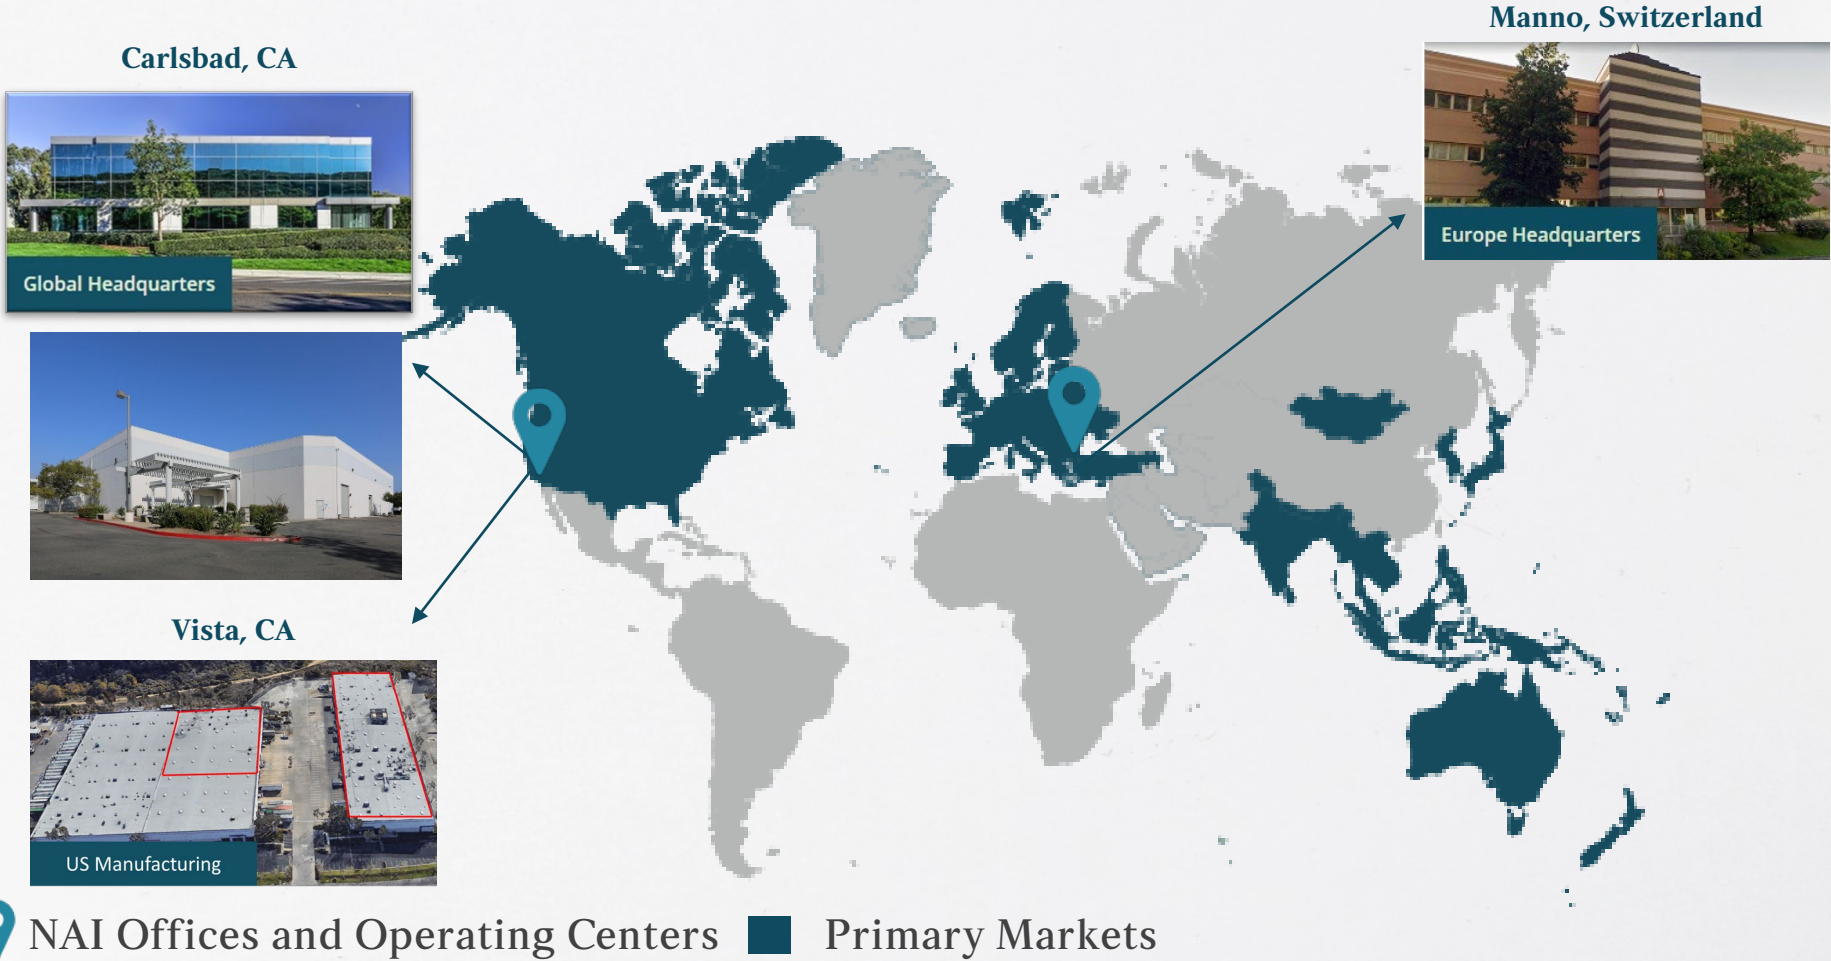 Manno, Switzerland
Carlsbad, CA
Europe Headquarters
Global Headquarters
Vista, CA
US Manufacturing
NAI Offices and Operating Centers
Primary Markets